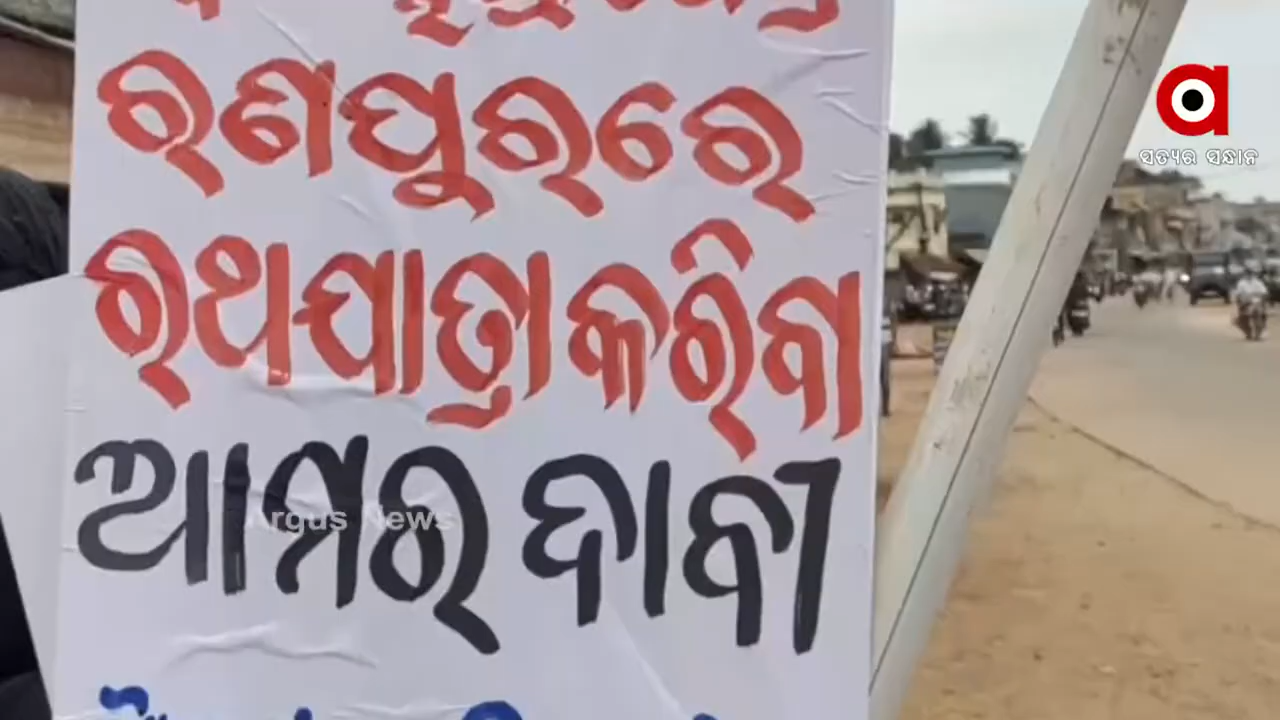 ରଣପୁରରେ
ରଥଯାତ୍ରା କରିବା
ଆମର ଦାବୀ
Argus News
a
ସତ୍ୟର ସନ୍ଧାନ